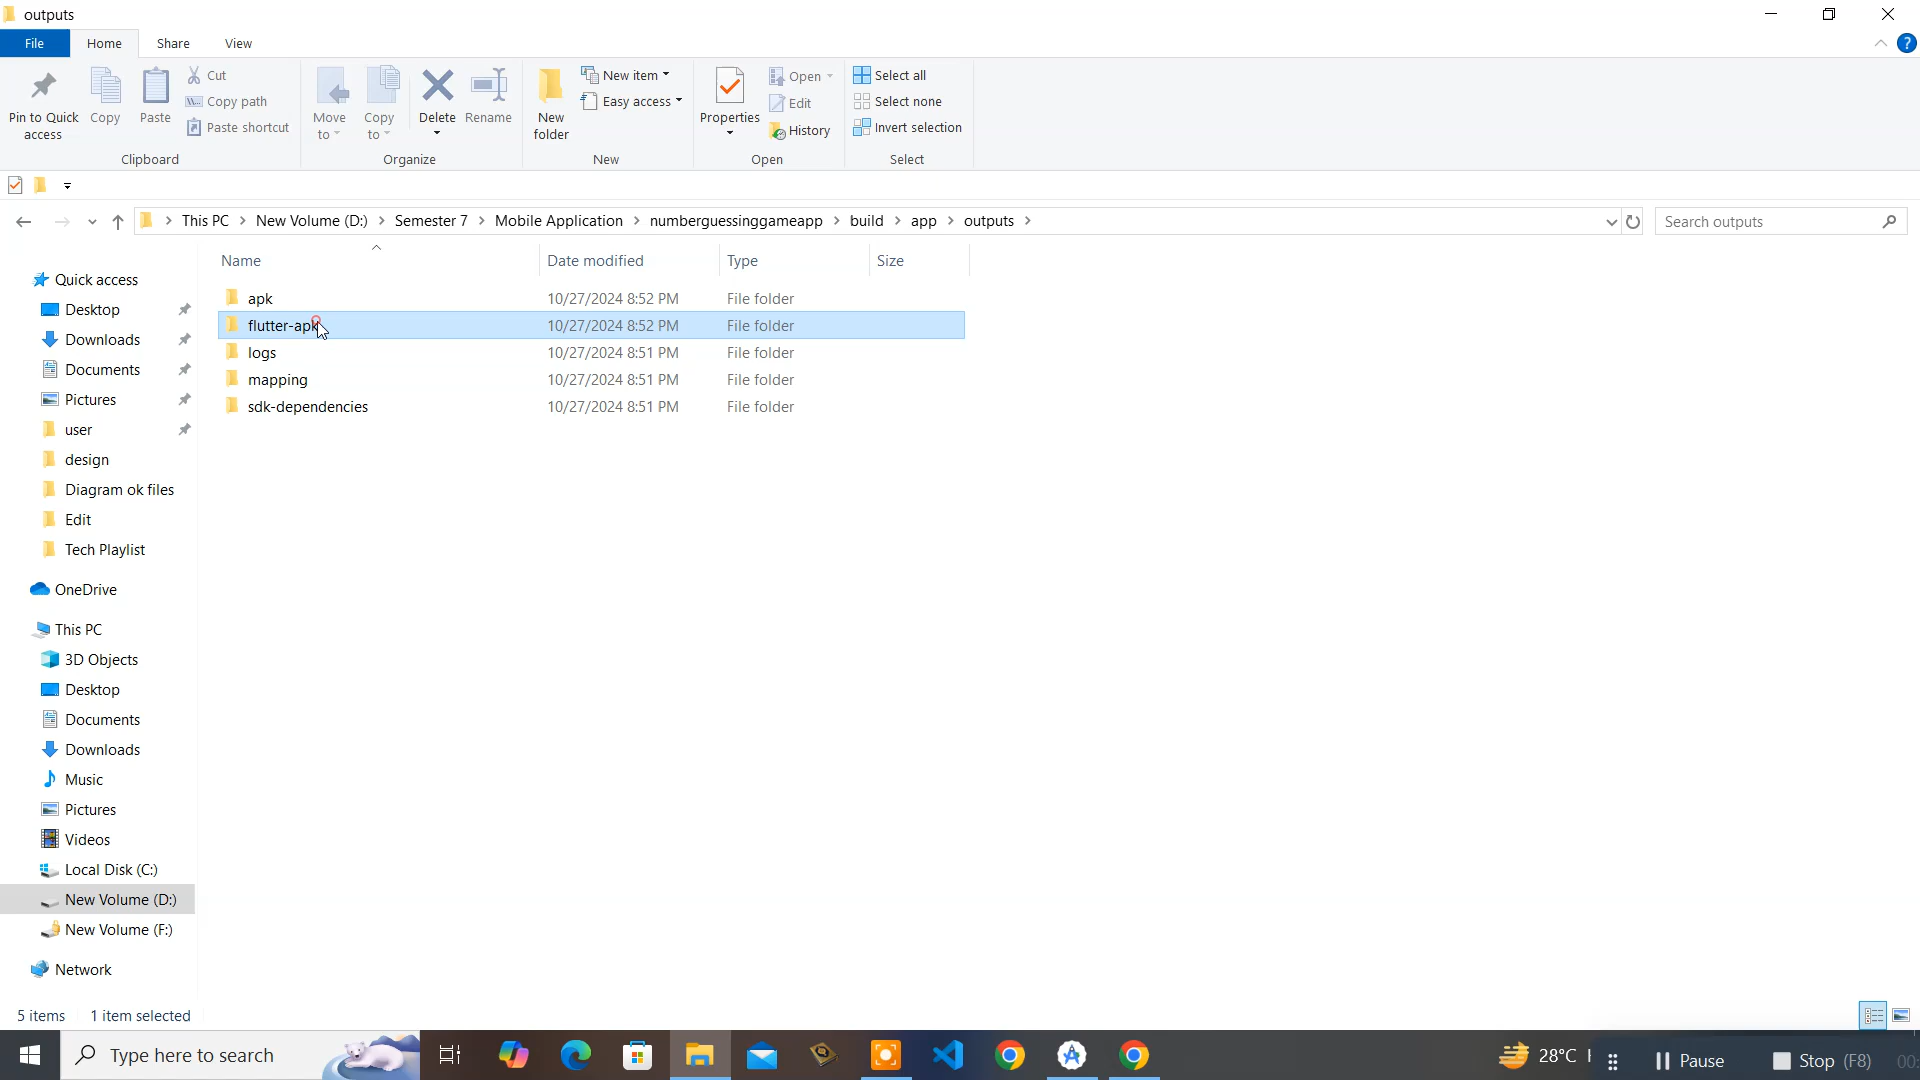 outputs
File Home Share View
Pin to Quick access
Copy
Paste
Cut
Copy path
Paste shortcut
Clipboard
Move to
Copy to
Delete
Rename
Organize
New folder
New item
Easy access
New
Properties
Open
Edit
History
Open
Select all
Select none
Invert selection
Select
This PC New Volume (D:) Semester 7 Mobile Application numberguessinggameapp build app outputs
Search outputs
Name Date modified Type Size
apk 10/27/2024 8:52 PM File folder
flutter-apk 10/27/2024 8:52 PM File folder
logs 10/27/2024 8:51 PM File folder
mapping 10/27/2024 8:51 PM File folder
sdk-dependencies 10/27/2024 8:51 PM File folder
Quick access
Desktop
Downloads
Documents
Pictures
user
design
Diagram ok files
Edit
Tech Playlist
OneDrive
This PC
3D Objects
Desktop
Documents
Downloads
Music
Pictures
Videos
Local Disk (C:)
New Volume (D:)
New Volume (F:)
Network
5 items 1 item selected
Type here to search
28°C
Pause
Stop (F8)